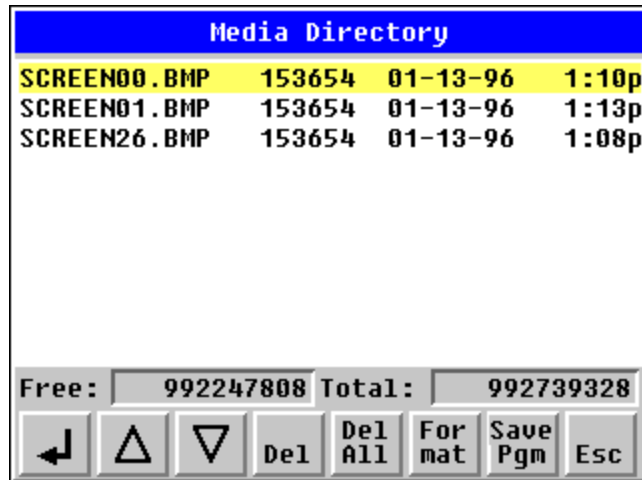 Media Directory
SCREEN00.BMP 153654 01-13-96 1:10p
SCREEN01.BMP 153654 01-13-96 1:13p
SCREEN26.BMP 153654 01-13-96 1:08p
Free: 992247808 Total: 992739328
Del Del All For mat Save Pgm Esc